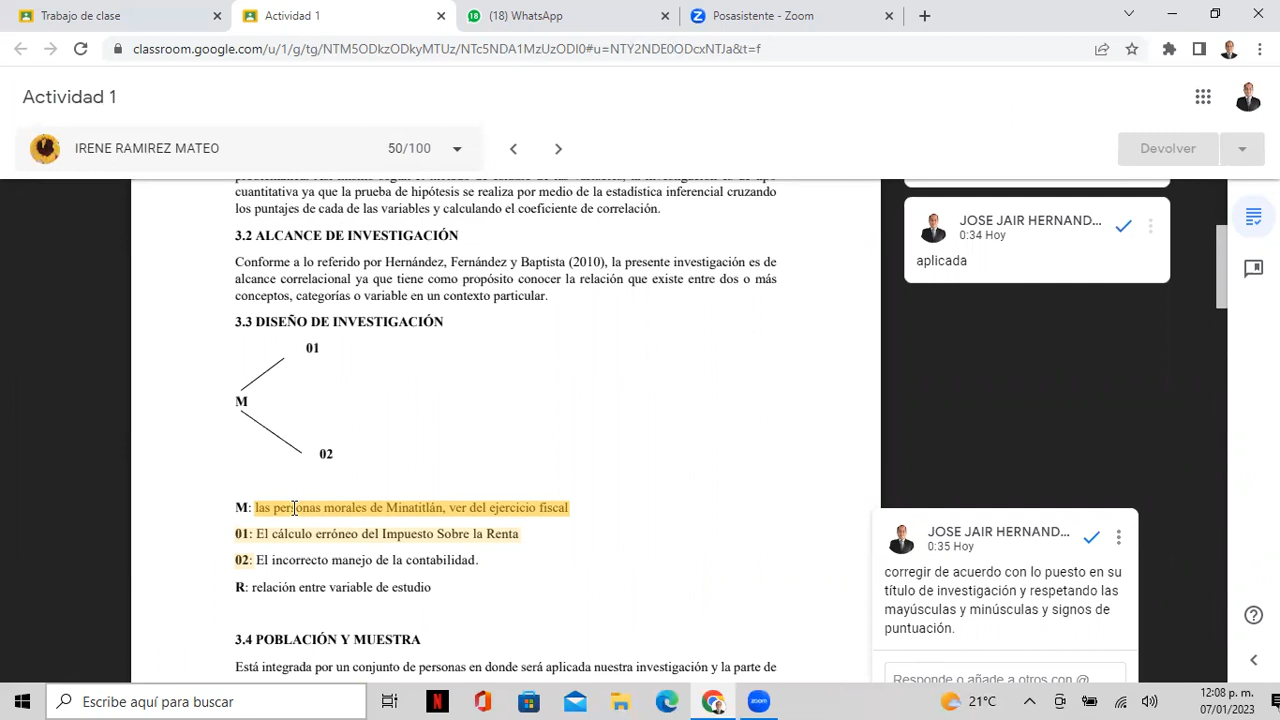 Trabajo de clase
Actividad 1
(18) WhatsApp
Posasistente - Zoom
classroom.google.com/u/1/g/tg/NTM5ODkzODkyMTUz/NTc5NDA1MzUzODI0#u=NTY2NDE0ODcxNTJa&t=f
Actividad 1
IRENE RAMIREZ MATEO
50/100
Devolver
cuantitativa ya que la prueba de hipótesis se realiza por medio de la estadística inferencial cruzando
los puntajes de cada de las variables y calculando el coeficiente de correlación.
3.2 ALCANCE DE INVESTIGACIÓN
Conforme a lo referido por Hernández, Fernández y Baptista (2010), la presente investigación es de
alcance correlacional ya que tiene como propósito conocer la relación que existe entre dos o más
conceptos, categorías o variable en un contexto particular.
3.3 DISEÑO DE INVESTIGACIÓN
01
M
02
M: las personas morales de Minatitlán, ver del ejercicio fiscal
01: El cálculo erróneo del Impuesto Sobre la Renta
02: El incorrecto manejo de la contabilidad.
R: relación entre variable de estudio
3.4 POBLACIÓN Y MUESTRA
Está integrada por un conjunto de personas en donde será aplicada nuestra investigación y la parte de
JOSE JAIR HERNAND...
0:34 Hoy
aplicada
JOSE JAIR HERNAND...
0:35 Hoy
corregir de acuerdo con lo puesto en su
título de investigación y respetando las
mayúsculas y minúsculas y signos de
puntuación.
Responde o añade a otros con @
Escribe aquí para buscar
21°C
12:08 p. m.
07/01/2023